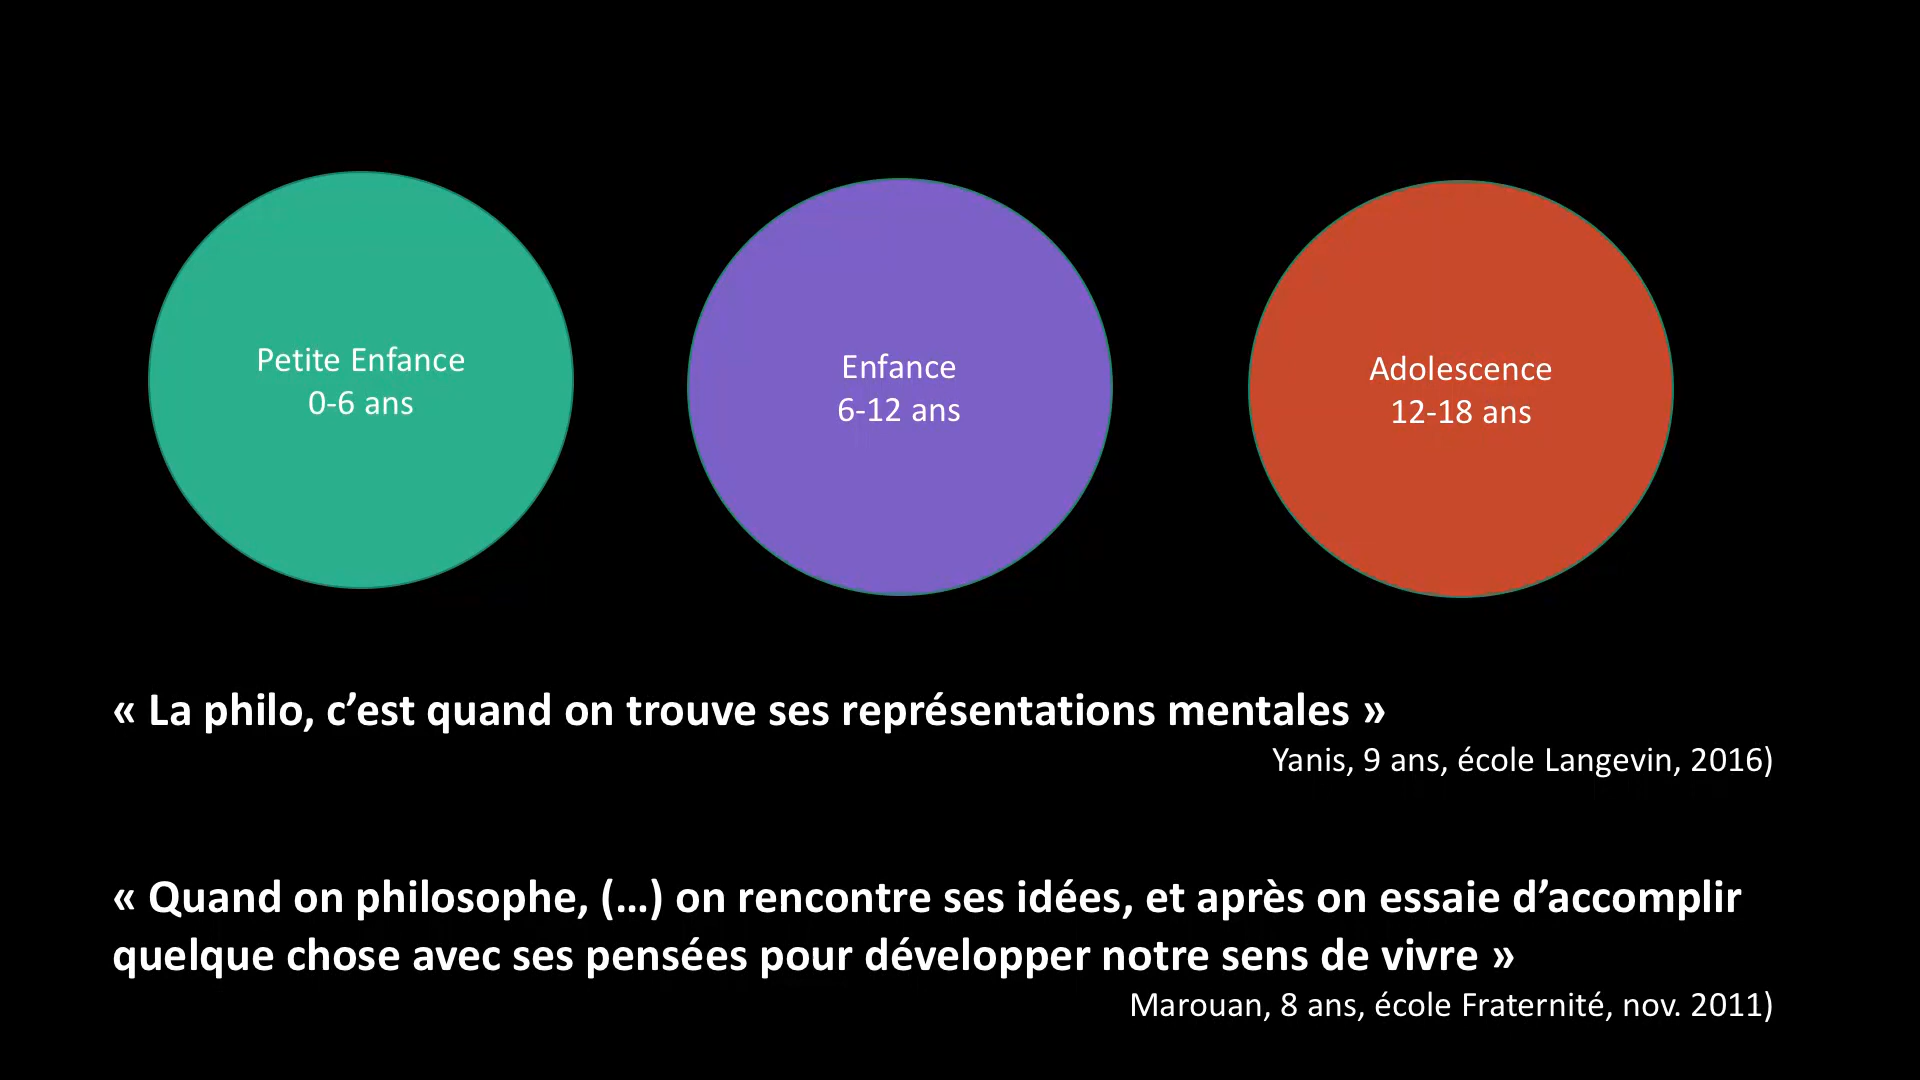 Petite Enfance
0-6 ans
Enfance
6-12 ans
Adolescence
12-18 ans
« La philo, c’est quand on trouve ses représentations mentales »
Yanis, 9 ans, école Langevin, 2016)
« Quand on philosophe, (…) on rencontre ses idées, et après on essaie d’accomplir
quelque chose avec ses pensées pour développer notre sens de vivre »
Marouan, 8 ans, école Fraternité, nov. 2011)